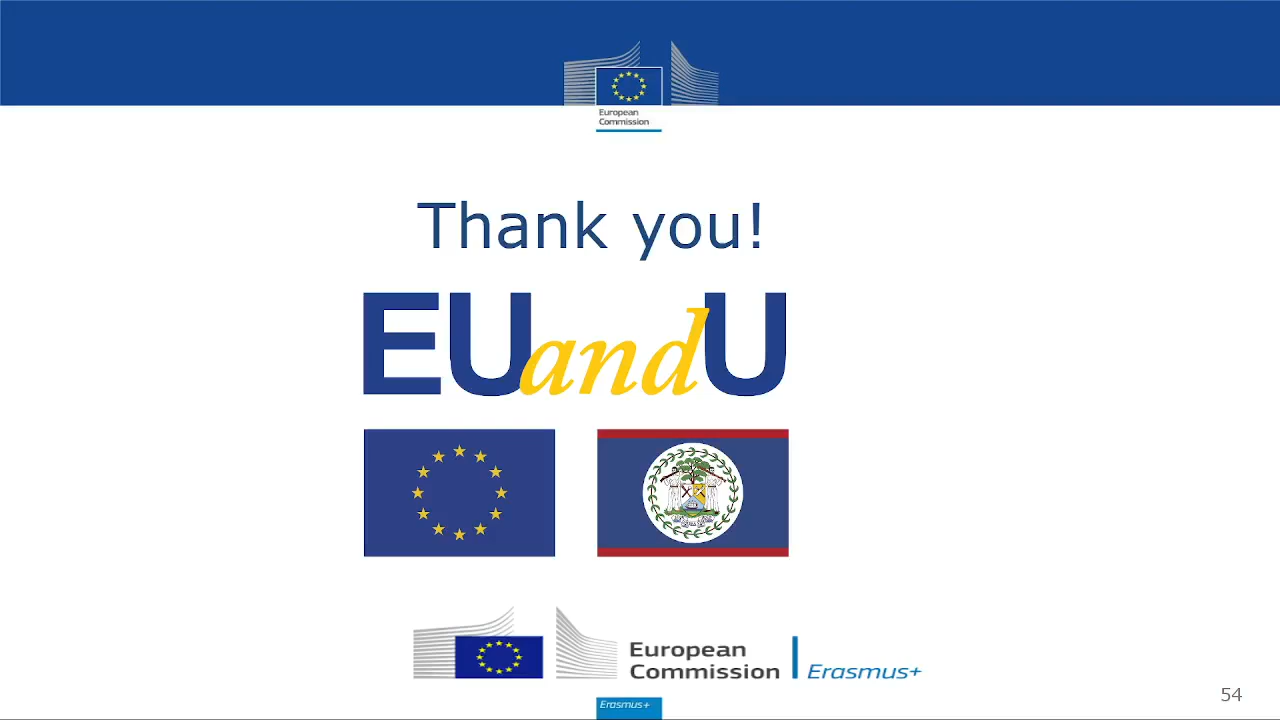 European
Commission
Thank you!
EUandU
European
Commission
Erasmus+
Erasmus+
54